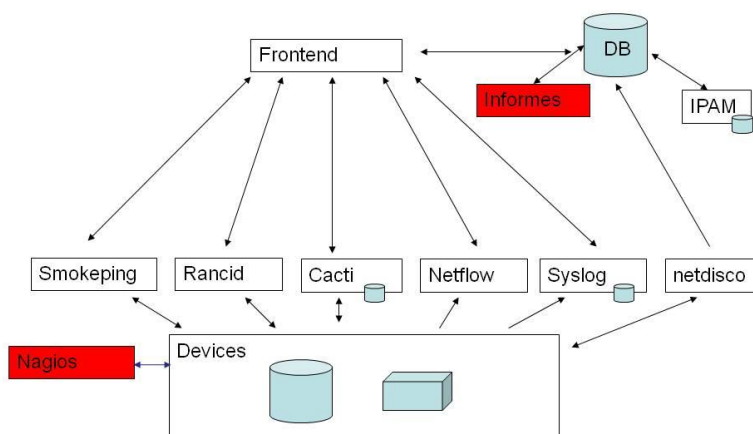 Frontend
DB
Informes
IPAM
Smokeping
Rancid
Cacti
Netflow
Syslog
netdisco
Nagios
Devices